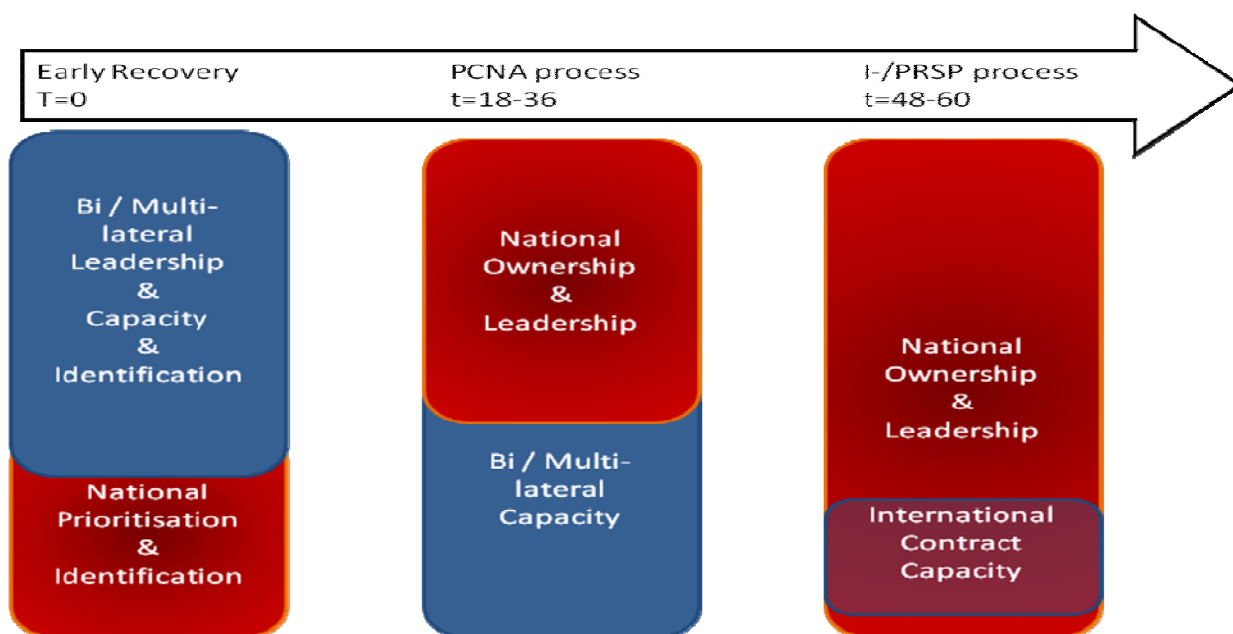 Early Recovery
T=0
PCNA process
t=18-36
I-/PRSP process
t=48-60
Bi / Multi-
lateral
Leadership
&
Capacity
&
Identification
National
Prioritisation
&
Identification
National
Ownership
&
Leadership
Bi / Multi-
lateral
Capacity
National
Ownership
&
Leadership
International
Contract
Capacity